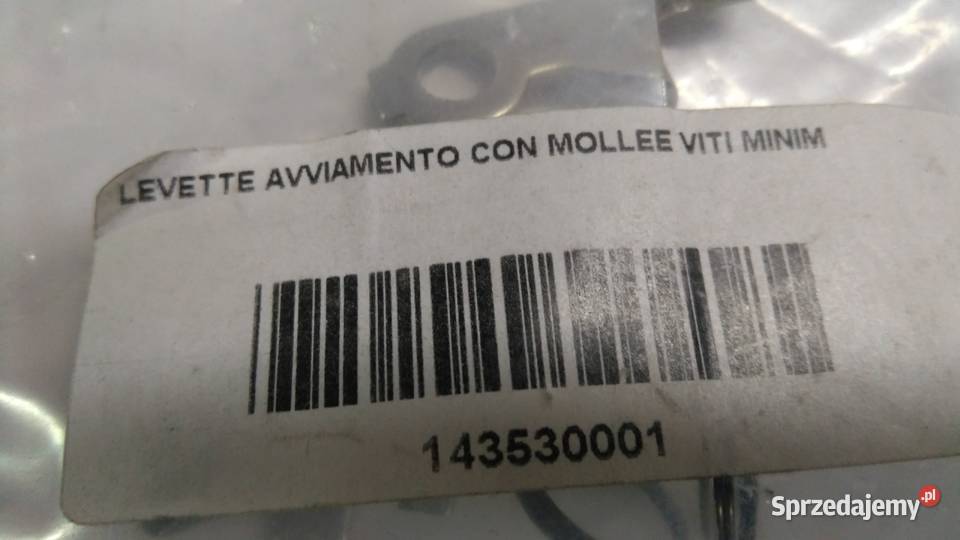 LEVETTE AVVIAMENTO CON MOLLEE VITI MINIM
143530001
Sprzedajemy.pl